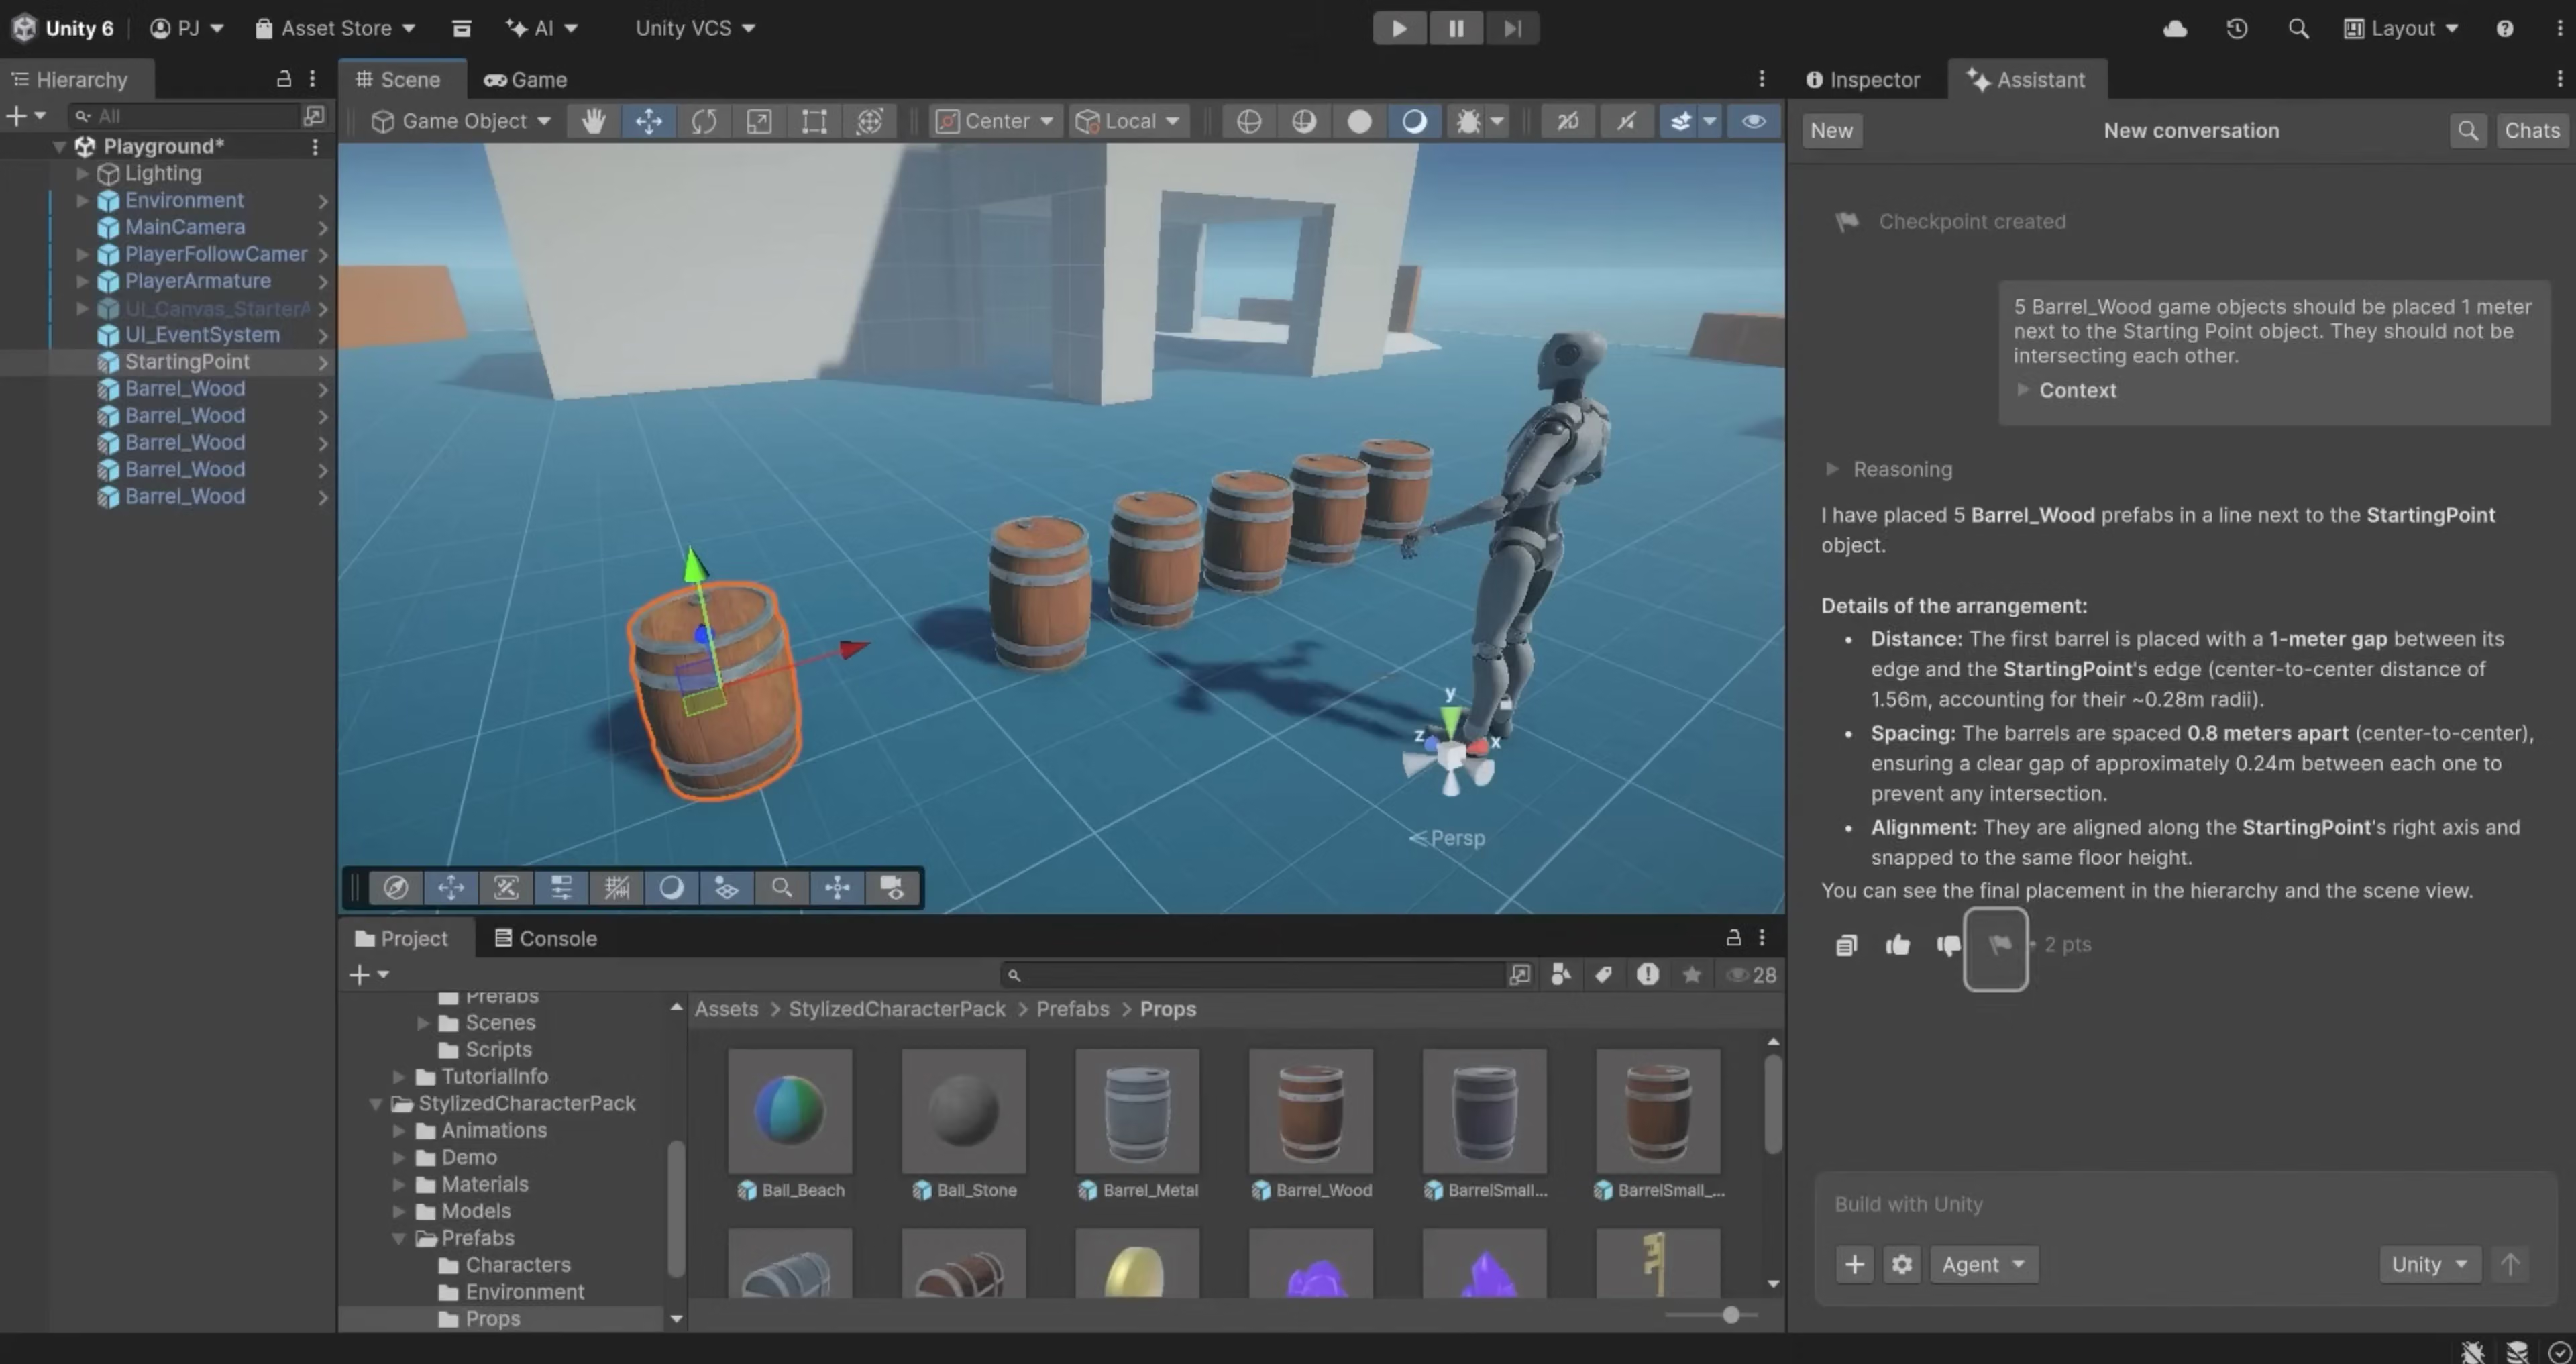 Unity 6
PJ
Asset Store
AI
Unity VCS
Layout
Hierarchy
All
Playground*
Lighting
Environment
MainCamera
PlayerFollowCamer
PlayerArmature
UI_Canvas_StarterA
UI_EventSystem
StartingPoint
Barrel_Wood
Barrel_Wood
Barrel_Wood
Barrel_Wood
Barrel_Wood
Scene
Game
Game Object
Center
Local
2D
y
z
x
Persp
Project
Console
28
Prefabs
Scenes
Scripts
TutorialInfo
StylizedCharacterPack
Animations
Demo
Materials
Models
Prefabs
Characters
Environment
Props
Assets > StylizedCharacterPack > Prefabs > Props
Ball_Beach
Ball_Stone
Barrel_Metal
Barrel_Wood
BarrelSmall...
BarrelSmall_...
Inspector
Assistant
New
New conversation
Chats
Checkpoint created
5 Barrel_Wood game objects should be placed 1 meter
next to the Starting Point object. They should not be
intersecting each other.
Context
Reasoning
I have placed 5 Barrel_Wood prefabs in a line next to the StartingPoint
object.
Details of the arrangement:
• Distance: The first barrel is placed with a 1-meter gap between its
edge and the StartingPoint's edge (center-to-center distance of
1.56m, accounting for their ~0.28m radii).
• Spacing: The barrels are spaced 0.8 meters apart (center-to-center),
ensuring a clear gap of approximately 0.24m between each one to
prevent any intersection.
• Alignment: They are aligned along the StartingPoint's right axis and
snapped to the same floor height.
You can see the final placement in the hierarchy and the scene view.
• 2 pts
Build with Unity
Agent
Unity